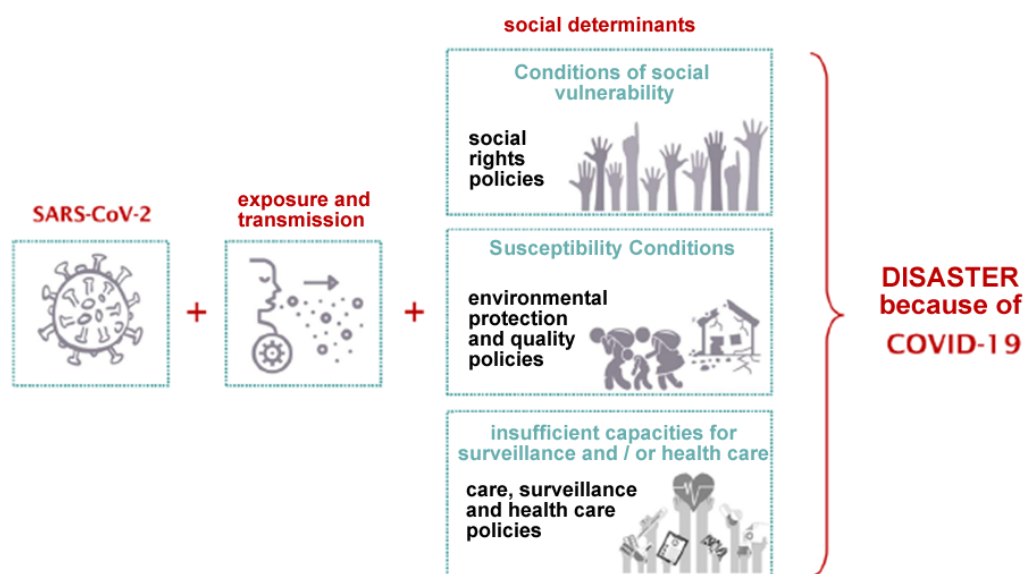 SARS-CoV-2
exposure and
transmission
social determinants
Conditions of social
vulnerability
social
rights
policies
Susceptibility Conditions
environmental
protection
and quality
policies
insufficient capacities for
surveillance and / or health care
care, surveillance
and health care
policies
+
+
DISASTER
because of
COVID-19